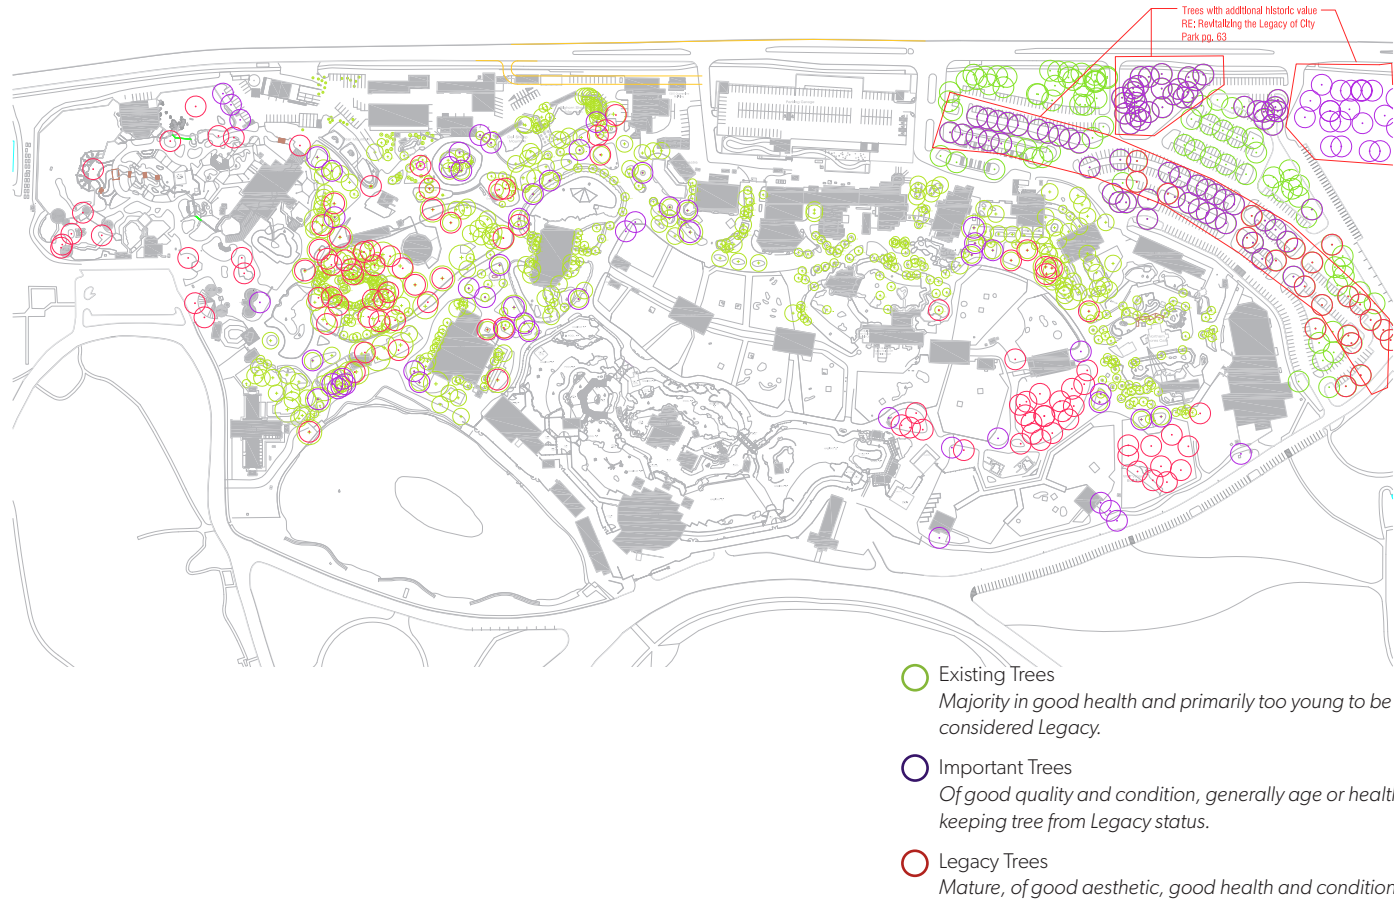 Trees with additional historic value
RE: Revitalizing the Legacy of City
Park pg. 63
Existing Trees
Majority in good health and primarily too young to be
considered Legacy.
Important Trees
Of good quality and condition, generally age or health
keeping tree from Legacy status.
Legacy Trees
Mature, of good aesthetic, good health and condition